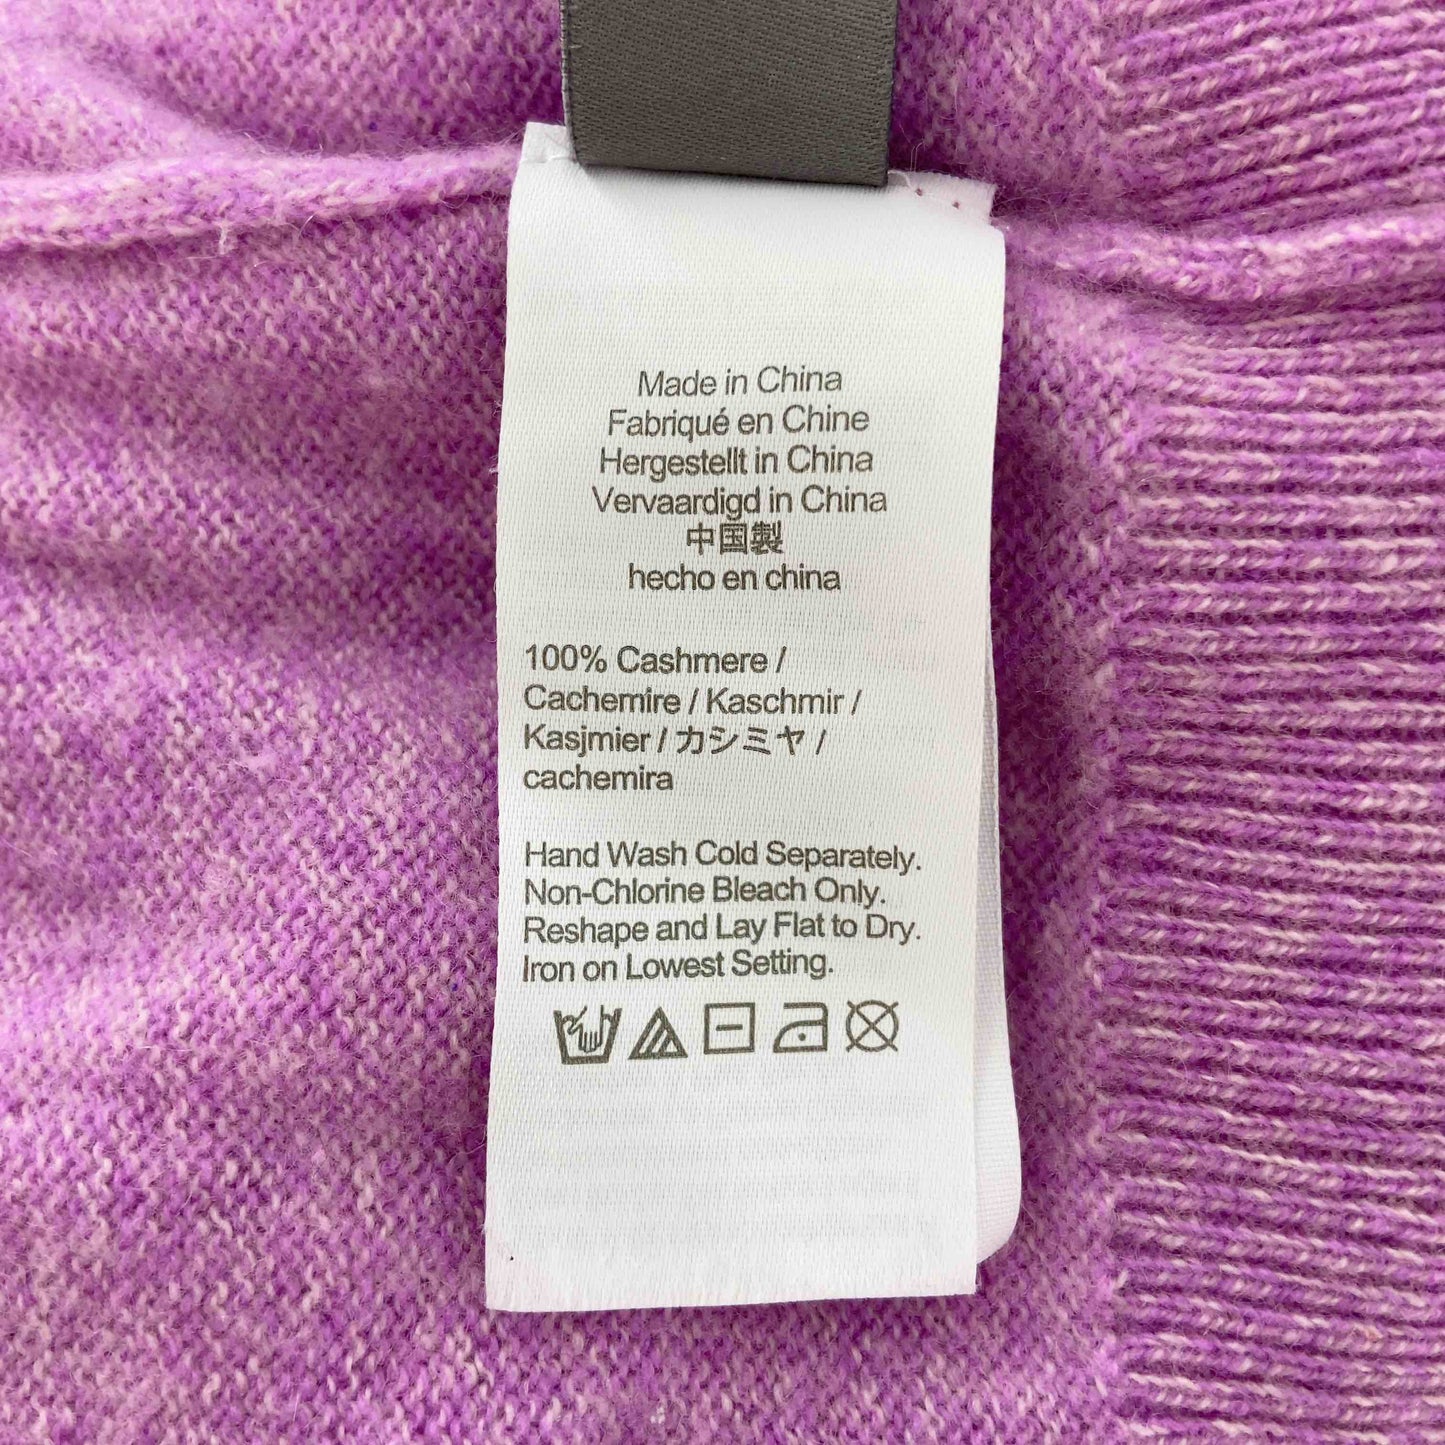 Made in China
Fabriqué en Chine
Hergestellt in China
Vervaardigd in China
中国製
hecho en china
100% Cashmere /
Cachemire / Kaschmir /
Kasjmier / カシミヤ /
cachemira
Hand Wash Cold Separately.
Non-Chlorine Bleach Only.
Reshape and Lay Flat to Dry.
Iron on Lowest Setting.